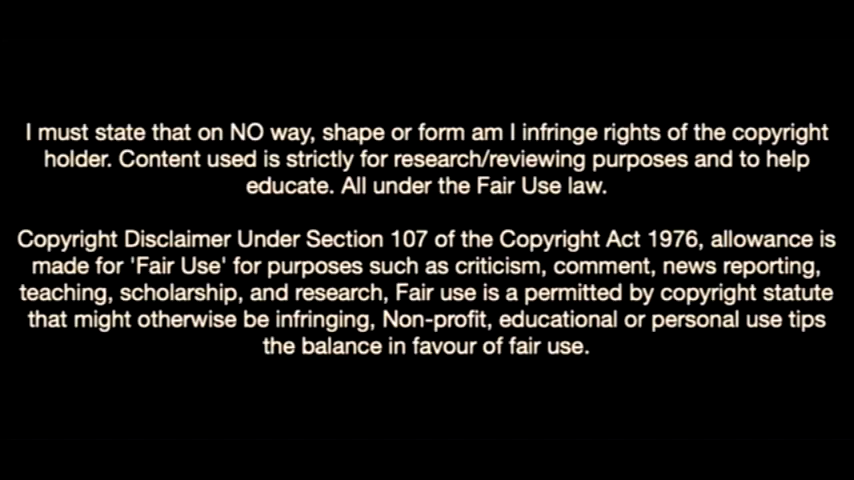 I must state that on NO way, shape or form am I infringe rights of the copyright
holder. Content used is strictly for research/reviewing purposes and to help
educate. All under the Fair Use law.
Copyright Disclaimer Under Section 107 of the Copyright Act 1976, allowance is
made for 'Fair Use' for purposes such as criticism, comment, news reporting,
teaching, scholarship, and research, Fair use is a permitted by copyright statute
that might otherwise be infringing, Non-profit, educational or personal use tips
the balance in favour of fair use.